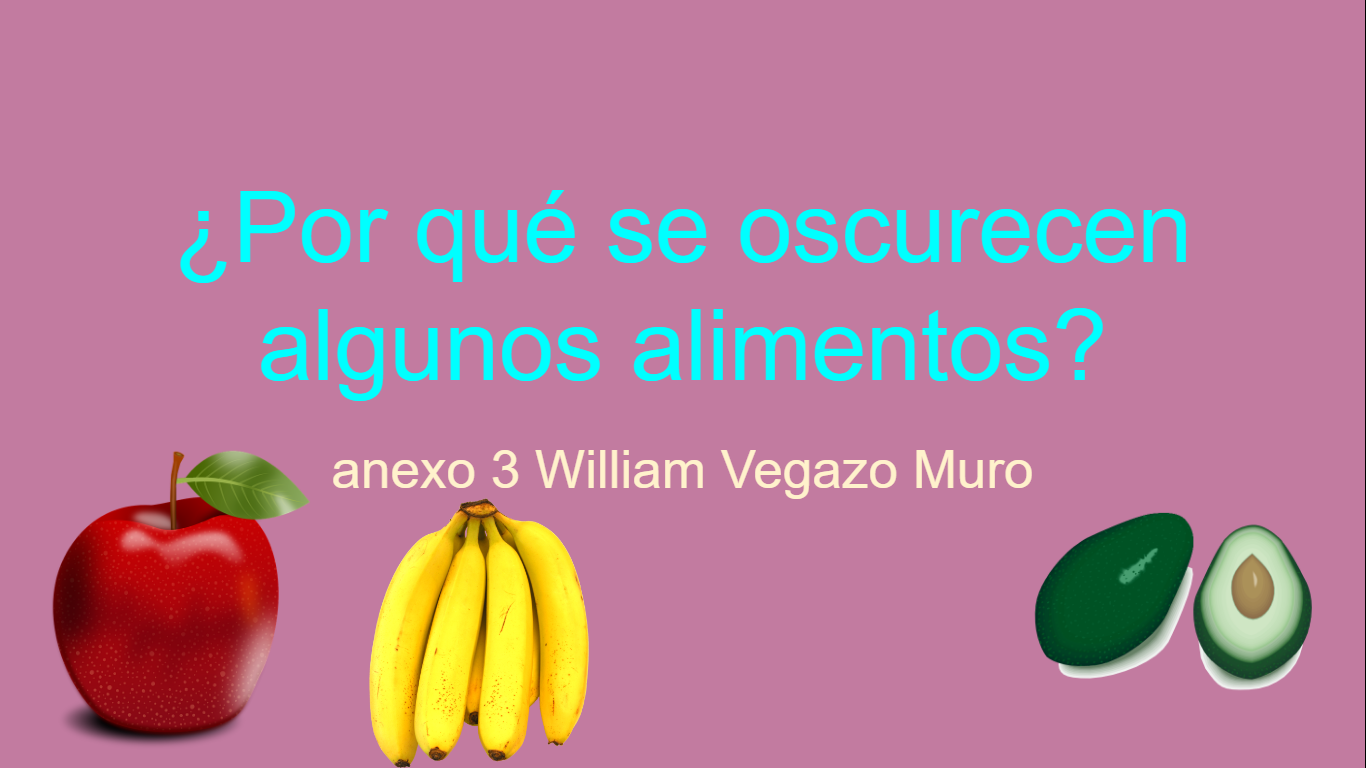 ¿Por qué se oscurecen
algunos alimentos?
anexo 3 William Vegazo Muro